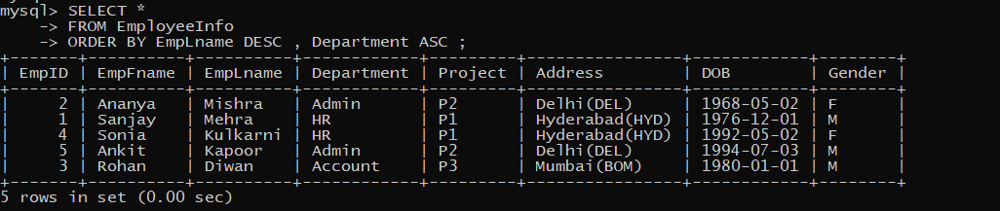 mysql> SELECT *
    -> FROM EmployeeInfo
    -> ORDER BY EmpLname DESC , Department ASC ;
+-------+----------+----------+------------+---------+----------------+------------+--------+
| EmpID | EmpFname | EmpLname | Department | Project | Address        | DOB        | Gender |
+-------+----------+----------+------------+---------+----------------+------------+--------+
|     2 | Ananya   | Mishra   | Admin      | P2      | Delhi(DEL)     | 1968-05-02 | F      |
|     1 | Sanjay   | Mehra    | HR         | P1      | Hyderabad(HYD) | 1976-12-01 | M      |
|     4 | Sonia    | Kulkarni | HR         | P1      | Hyderabad(HYD) | 1992-05-02 | F      |
|     5 | Ankit    | Kapoor   | Admin      | P2      | Delhi(DEL)     | 1994-07-03 | M      |
|     3 | Rohan    | Diwan    | Account    | P3      | Mumbai(BOM)    | 1980-01-01 | M      |
+-------+----------+----------+------------+---------+----------------+------------+--------+
5 rows in set (0.00 sec)